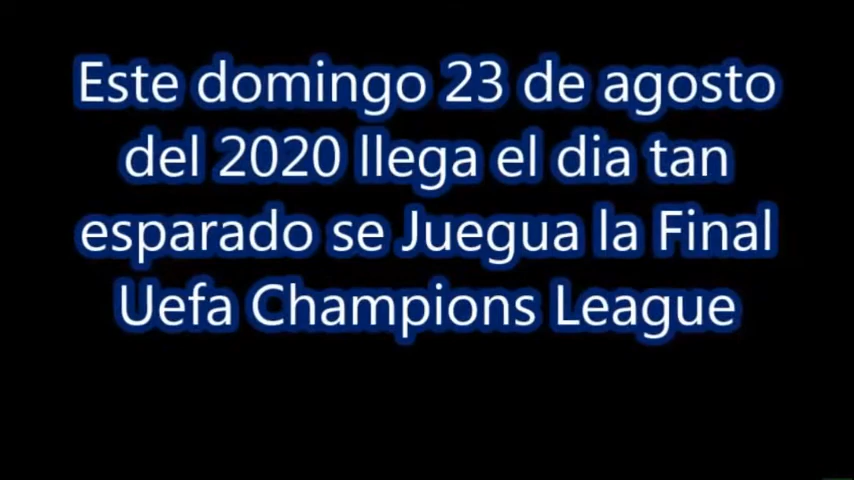 Este domingo 23 de agosto
del 2020 llega el dia tan
esparado se Juegua la Final
Uefa Champions League